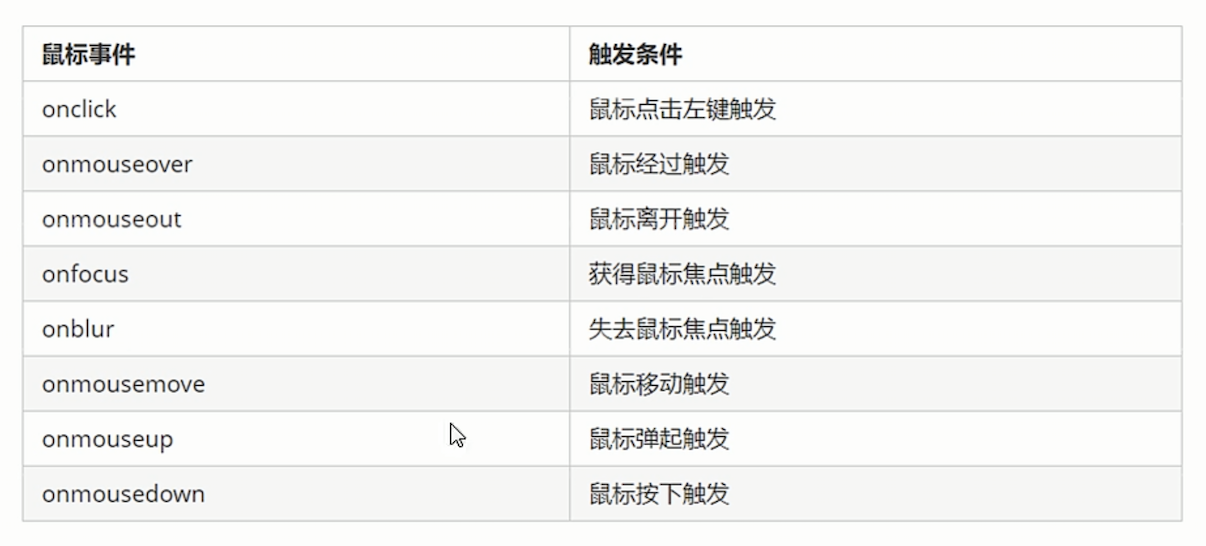 鼠标事件 触发条件
onclick 鼠标点击左键触发
onmouseover 鼠标经过触发
onmouseout 鼠标离开触发
onfocus 获得鼠标焦点触发
onblur 失去鼠标焦点触发
onmousemove 鼠标移动触发
onmouseup 鼠标弹起触发
onmousedown 鼠标按下触发